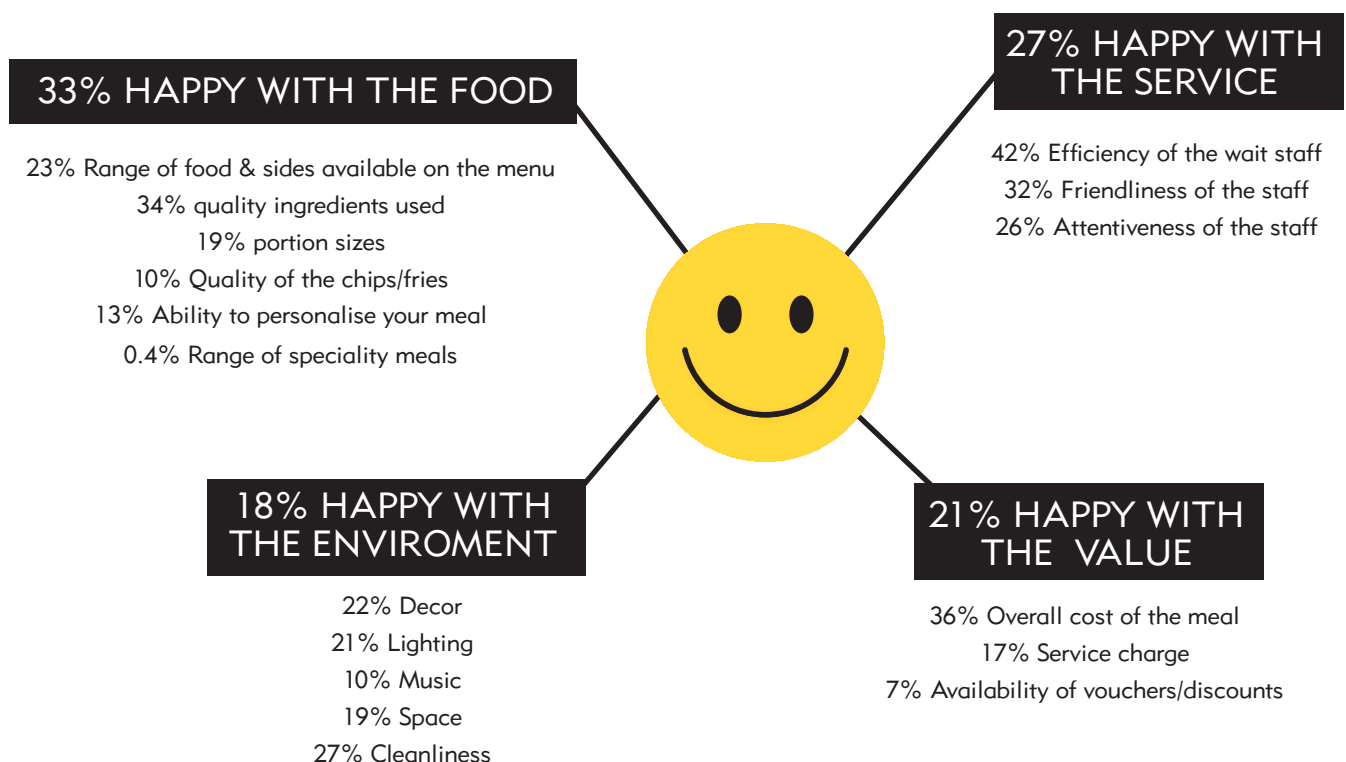 33% HAPPY WITH THE FOOD
23% Range of food & sides available on the menu
34% quality ingredients used
19% portion sizes
10% Quality of the chips/fries
13% Ability to personalise your meal
0.4% Range of speciality meals
27% HAPPY WITH
THE SERVICE
42% Efficiency of the wait staff
32% Friendliness of the staff
26% Attentiveness of the staff
18% HAPPY WITH
THE ENVIROMENT
22% Decor
21% Lighting
10% Music
19% Space
27% Cleanliness
21% HAPPY WITH
THE VALUE
36% Overall cost of the meal
17% Service charge
7% Availability of vouchers/discounts